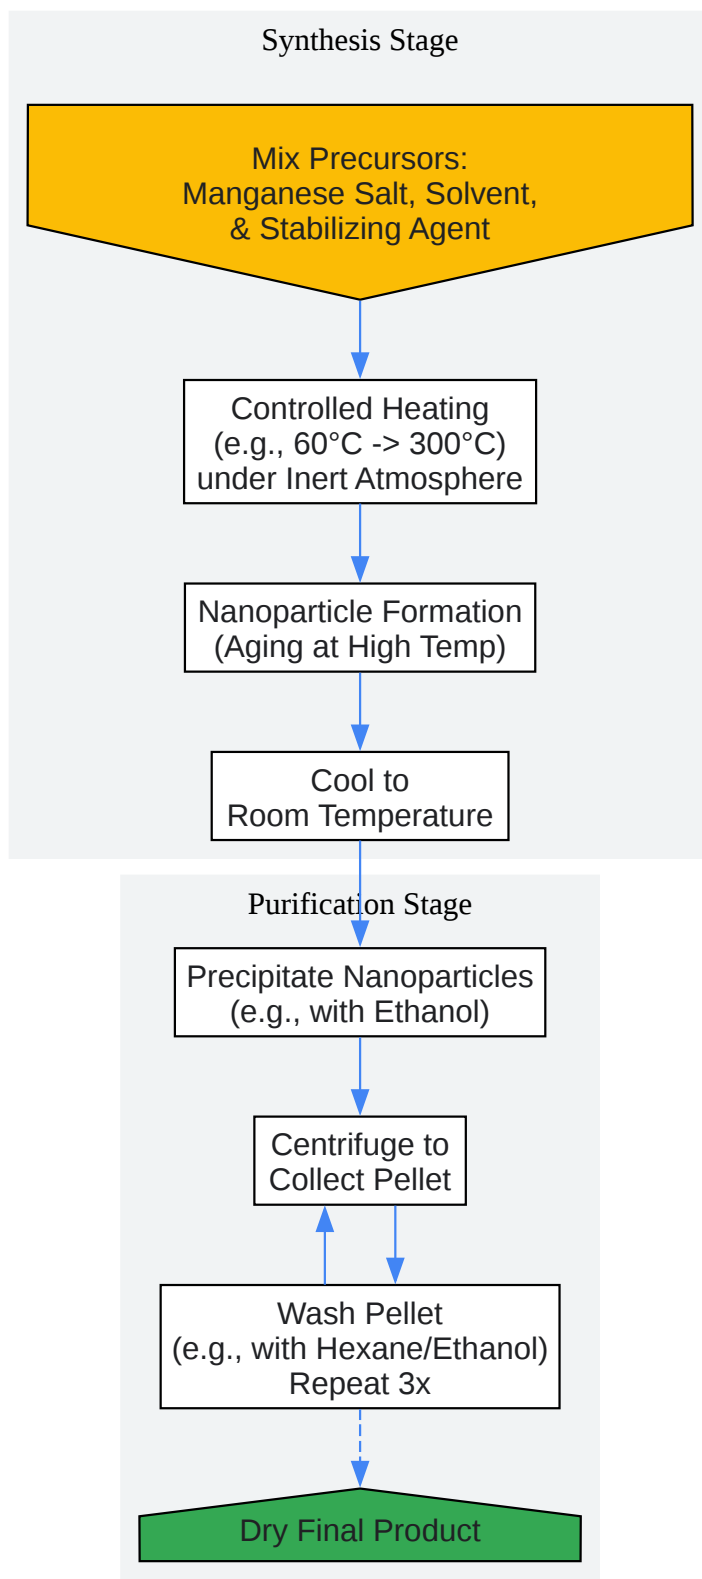 Synthesis Stage
Mix Precursors:
Manganese Salt, Solvent,
& Stabilizing Agent
Controlled Heating
(e.g., 60°C -> 300°C)
under Inert Atmosphere
Nanoparticle Formation
(Aging at High Temp)
Cool to
Room Temperature
Purification Stage
Precipitate Nanoparticles
(e.g., with Ethanol)
Centrifuge to
Collect Pellet
Wash Pellet
(e.g., with Hexane/Ethanol)
Repeat 3x
Dry Final Product